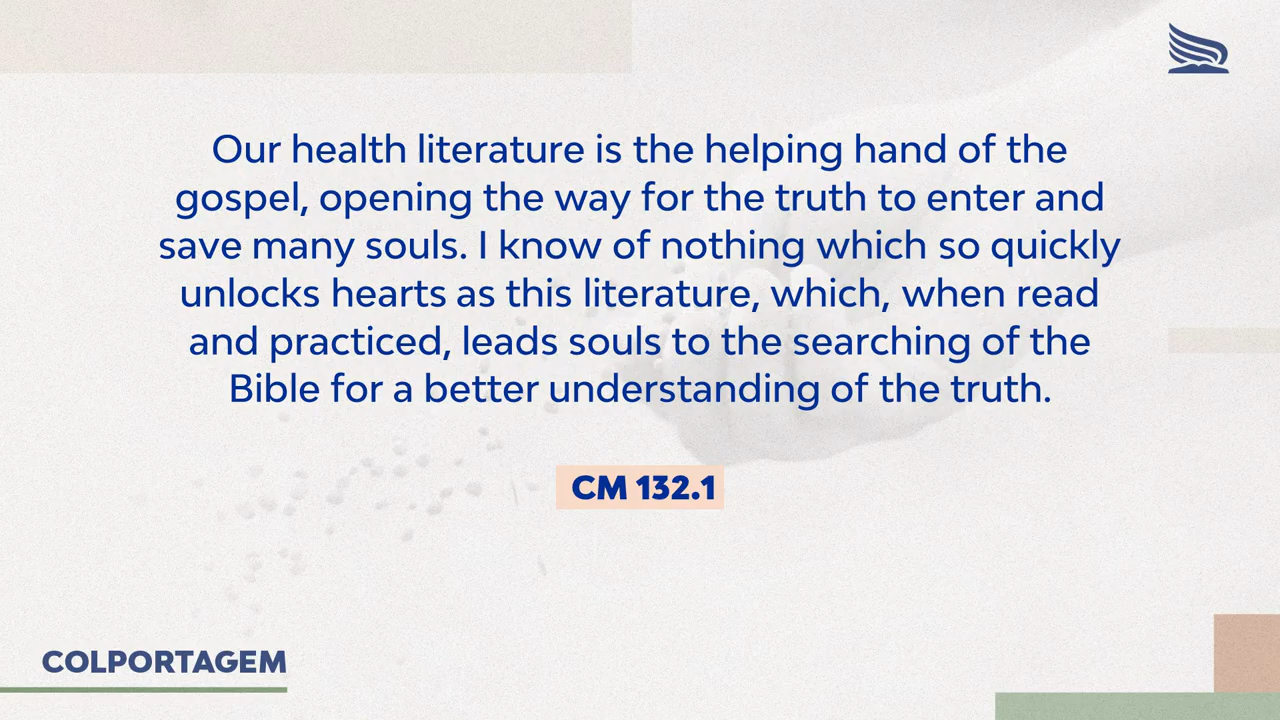 Our health literature is the helping hand of the
gospel, opening the way for the truth to enter and
save many souls. I know of nothing which so quickly
unlocks hearts as this literature, which, when read
and practiced, leads souls to the searching of the
Bible for a better understanding of the truth.
CM 132.1
COLPORTAGEM